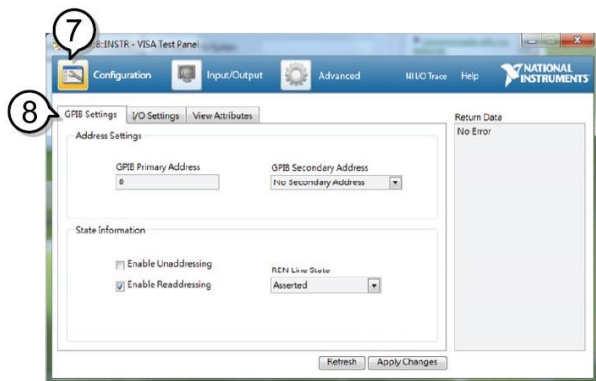 7
8::INSTR - VISA Test Panel
Configuration
Input/Output
Advanced
NI I/O Trace
Help
NATIONAL
INSTRUMENTS
8
GPIB Settings
I/O Settings
View Attributes
Return Data
No Error
Address Settings
GPIB Primary Address
GPIB Secondary Address
8
No Secondary Address
State Information
Enable Unaddressing
REN Line State
Enable Readdressing
Asserted
Refresh
Apply Changes